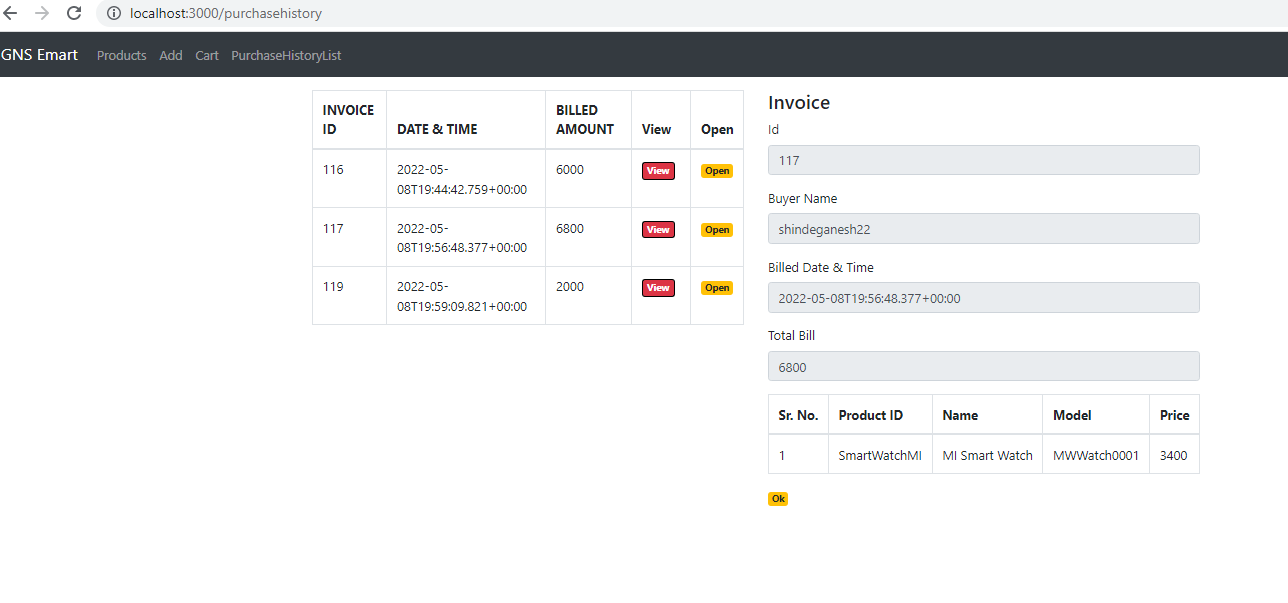 localhost:3000/purchasehistory
GNS Emart Products Add Cart PurchaseHistoryList
INVOICE ID DATE & TIME BILLED AMOUNT View Open
116 2022-05-08T19:44:42.759+00:00 6000 View Open
117 2022-05-08T19:56:48.377+00:00 6800 View Open
119 2022-05-08T19:59:09.821+00:00 2000 View Open
Invoice
Id
117
Buyer Name
shindeganesh22
Billed Date & Time
2022-05-08T19:56:48.377+00:00
Total Bill
6800
Sr. No. Product ID Name Model Price
1 SmartWatchMI MI Smart Watch MWWatch0001 3400
Ok